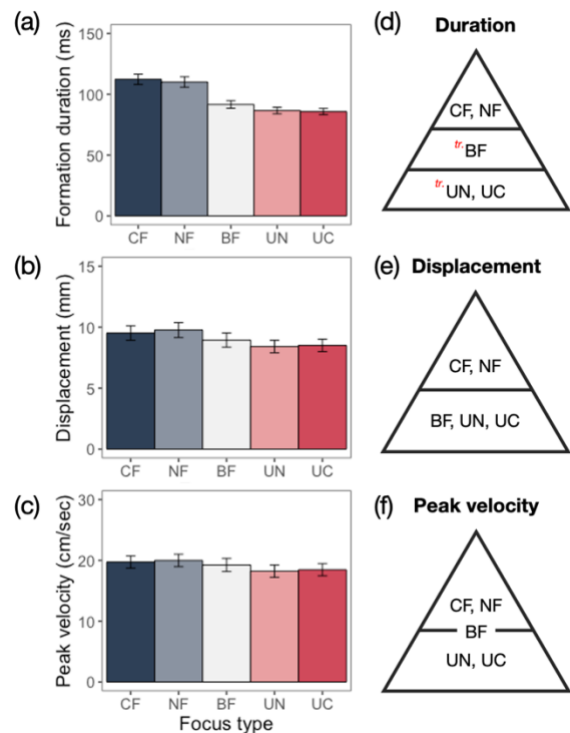 (a)
Formation duration (ms)
150
100
50
0
CF NF BF UN UC
(d) Duration
CF, NF
tr.BF
tr.UN, UC
(b)
Displacement (mm)
15
10
5
0
CF NF BF UN UC
(e) Displacement
CF, NF
BF, UN, UC
(c)
Peak velocity (cm/sec)
30
20
10
0
CF NF BF UN UC
Focus type
(f) Peak velocity
CF, NF
BF
UN, UC